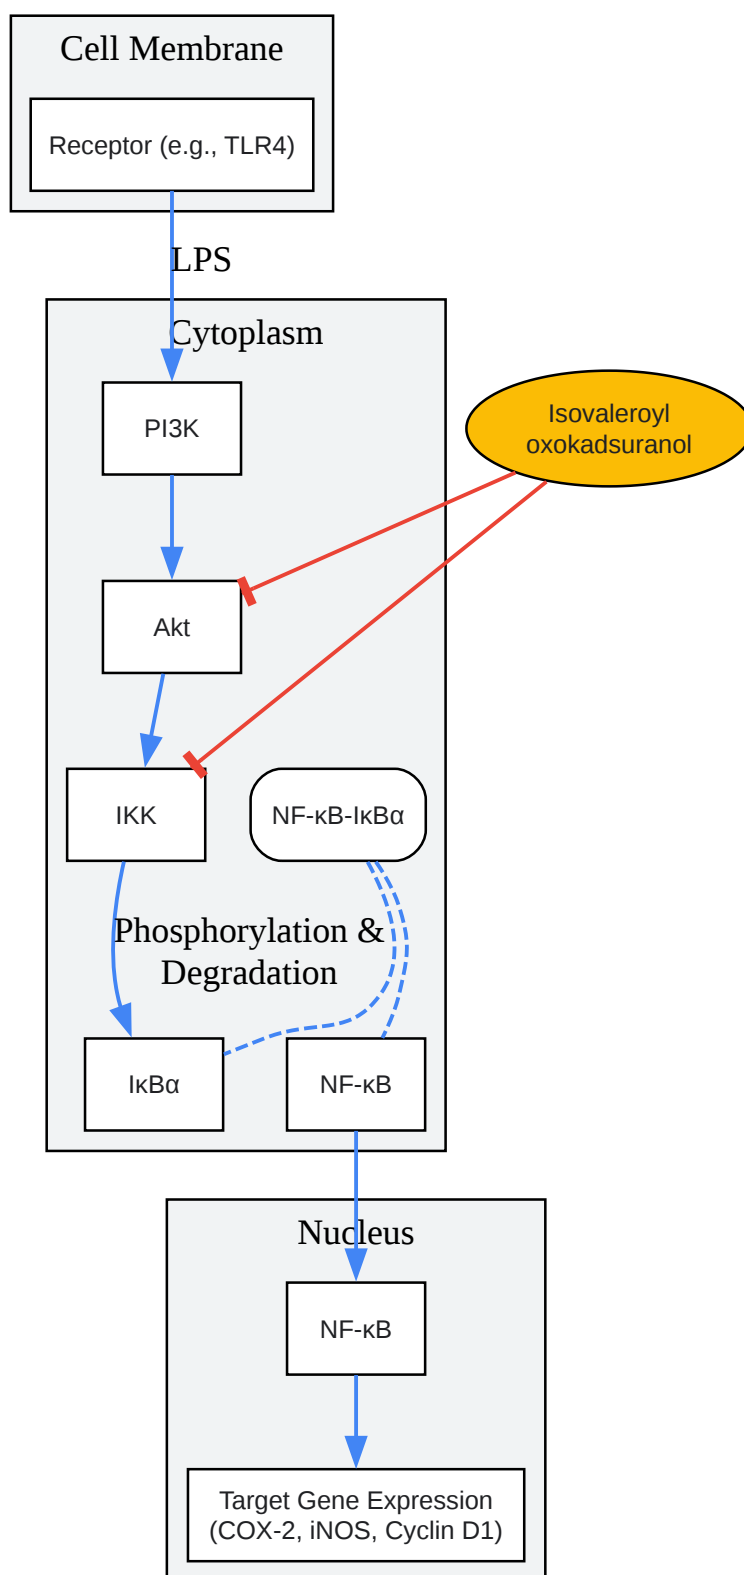 Cell Membrane
Receptor (e.g., TLR4)
LPS
Cytoplasm
PI3K
Isovaleroyl
oxokadsuranol
Akt
IKK
NF-κB-IκBα
Phosphorylation &
Degradation
IκBα
NF-κB
Nucleus
NF-κB
Target Gene Expression
(COX-2, iNOS, Cyclin D1)